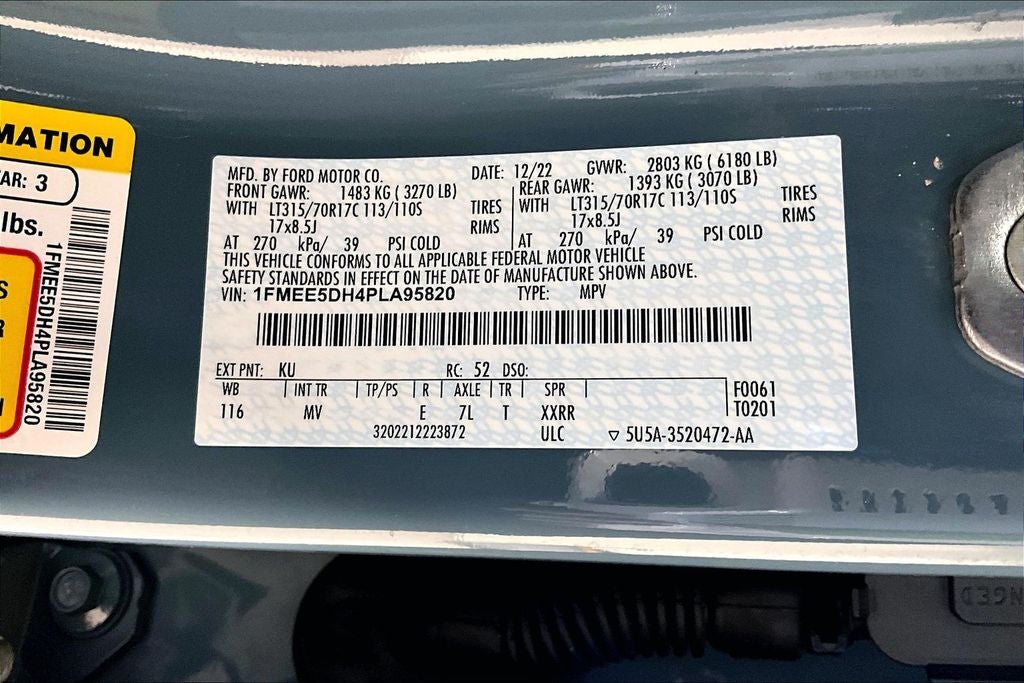 MATION
AR: 3
lbs.
S
R
1FMEE5DH4PLA95820
MFD. BY FORD MOTOR CO. DATE: 12/22 GVWR: 2803 KG ( 6180 LB)
FRONT GAWR: 1483 KG ( 3270 LB) REAR GAWR: 1393 KG ( 3070 LB)
WITH LT315/70R17C 113/110S TIRES WITH LT315/70R17C 113/110S TIRES
17x8.5J RIMS 17x8.5J RIMS
AT 270 kPa/ 39 PSI COLD AT 270 kPa/ 39 PSI COLD
THIS VEHICLE CONFORMS TO ALL APPLICABLE FEDERAL MOTOR VEHICLE
SAFETY STANDARDS IN EFFECT ON THE DATE OF MANUFACTURE SHOWN ABOVE.
VIN: 1FMEE5DH4PLA95820 TYPE: MPV
EXT PNT: KU RC: 52 DSO:
WB INT TR TP/PS R AXLE TR SPR F0061
116 MV E 7L T XXRR T0201
3202212223872 ULC ▽ 5U5A-3520472-AA